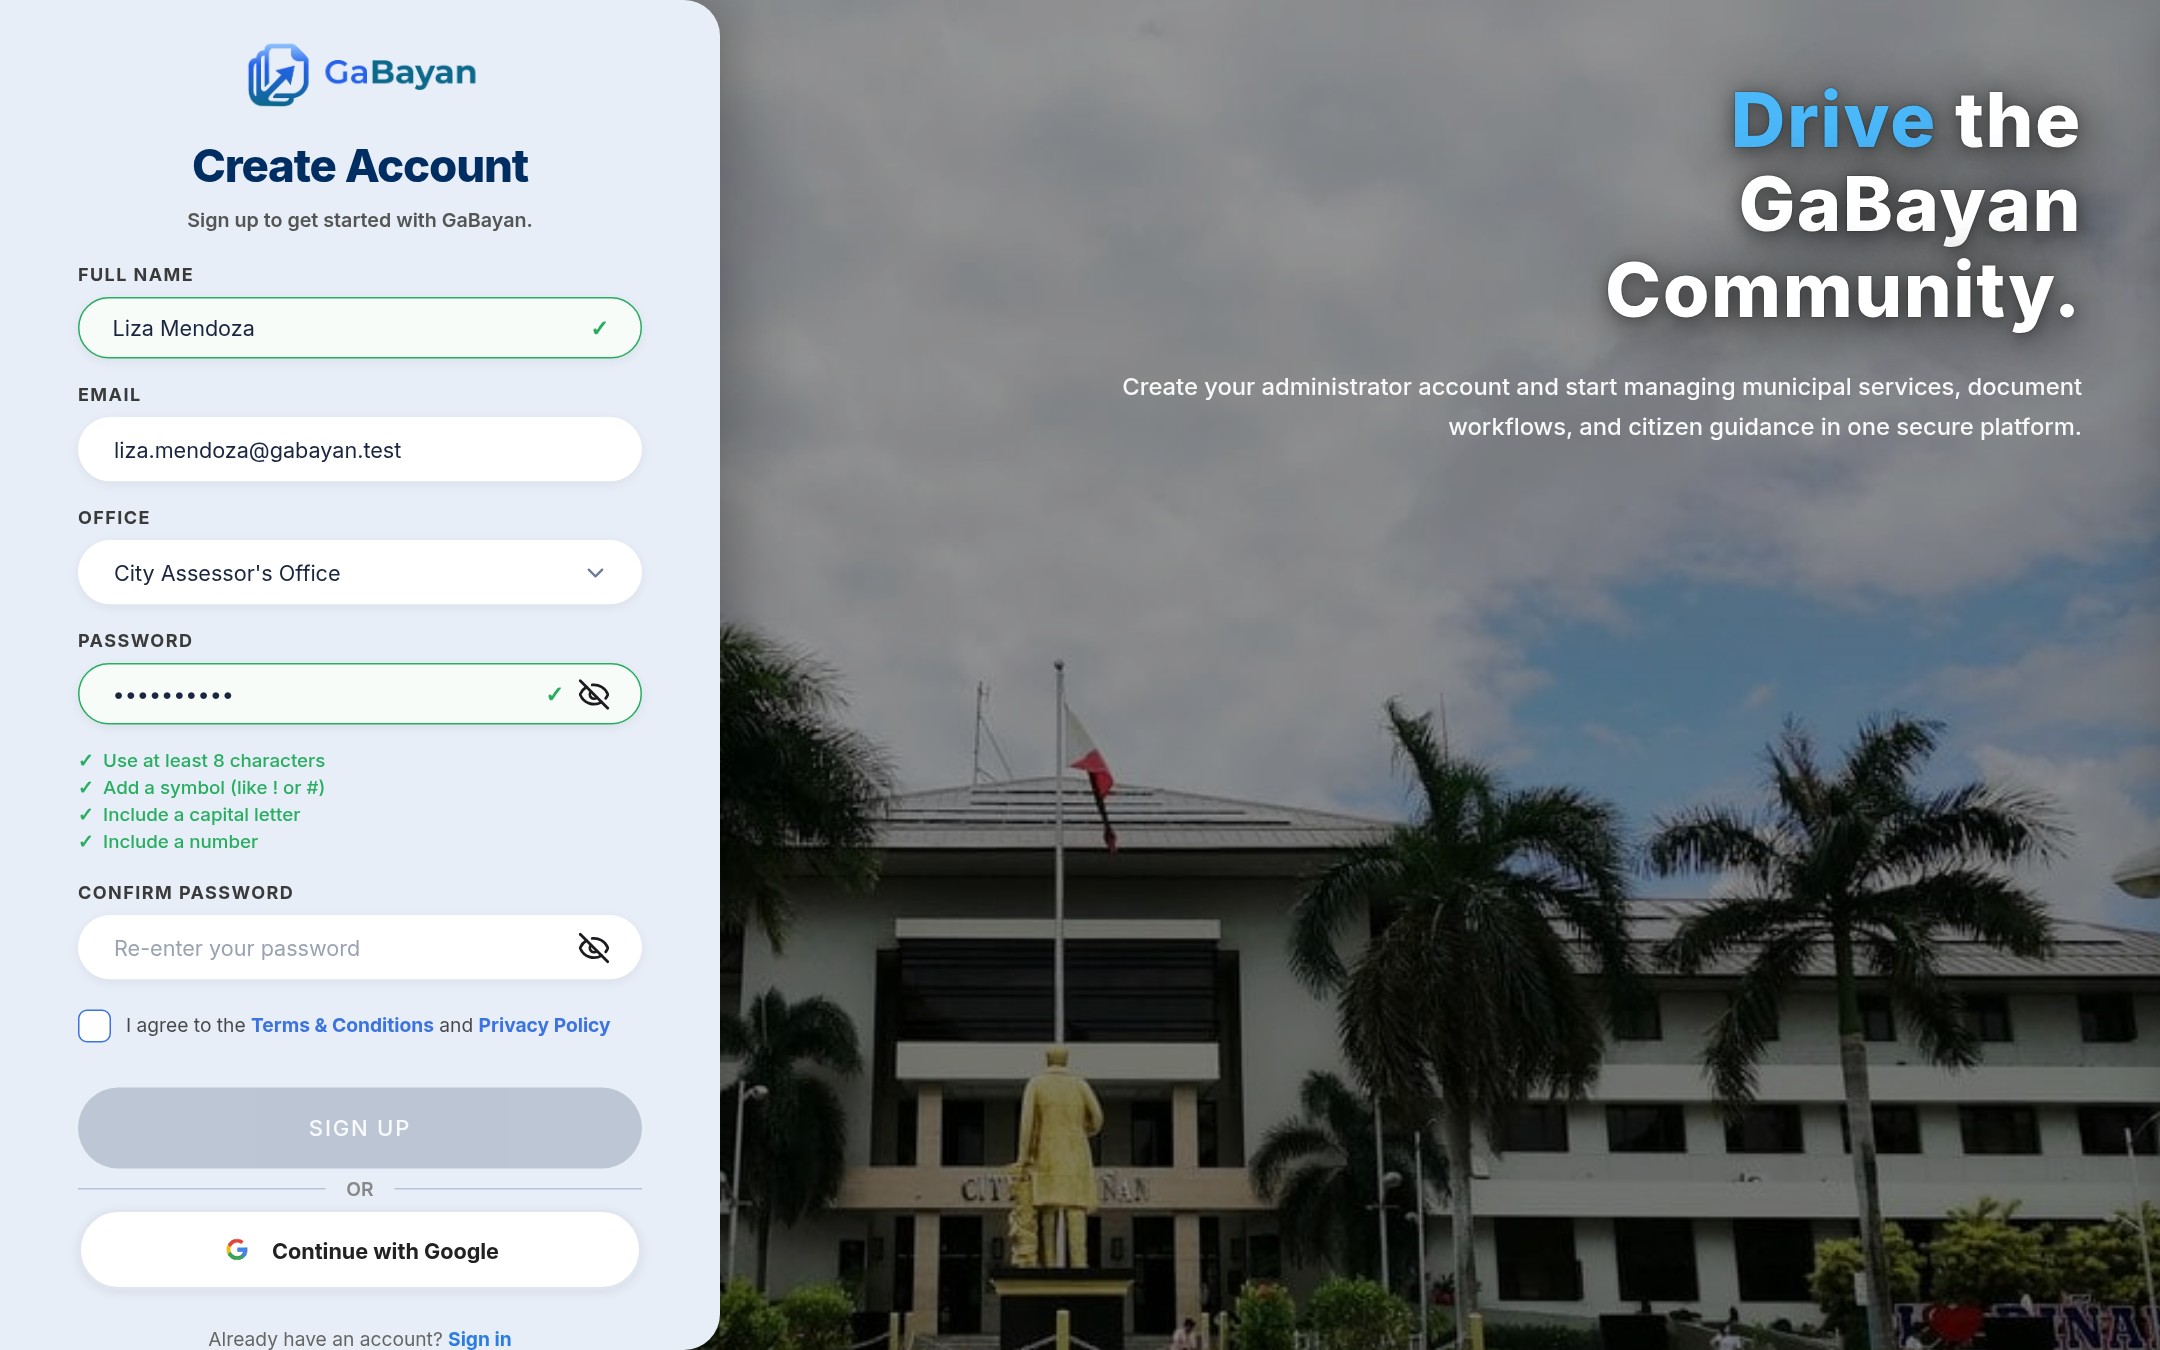 GaBayan
Create Account
Sign up to get started with GaBayan.
FULL NAME
Liza Mendoza ✓
EMAIL
liza.mendoza@gabayan.test
OFFICE
City Assessor's Office
PASSWORD
•••••••••• ✓
✓ Use at least 8 characters
✓ Add a symbol (like ! or #)
✓ Include a capital letter
✓ Include a number
CONFIRM PASSWORD
Re-enter your password
I agree to the Terms & Conditions and Privacy Policy
SIGN UP
OR
Continue with Google
Already have an account? Sign in
Drive the
GaBayan
Community.
Create your administrator account and start managing municipal services, document
workflows, and citizen guidance in one secure platform.